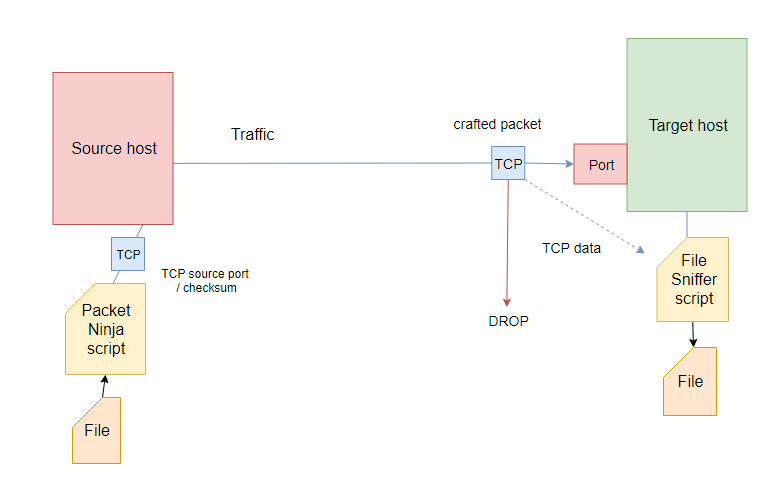 crafted packet
Target host
Traffic
Source host
TCP
Port
TCP data
TCP
TCP source port
/ checksum
File
Sniffer
script
Packet
Ninja
script
DROP
File
File